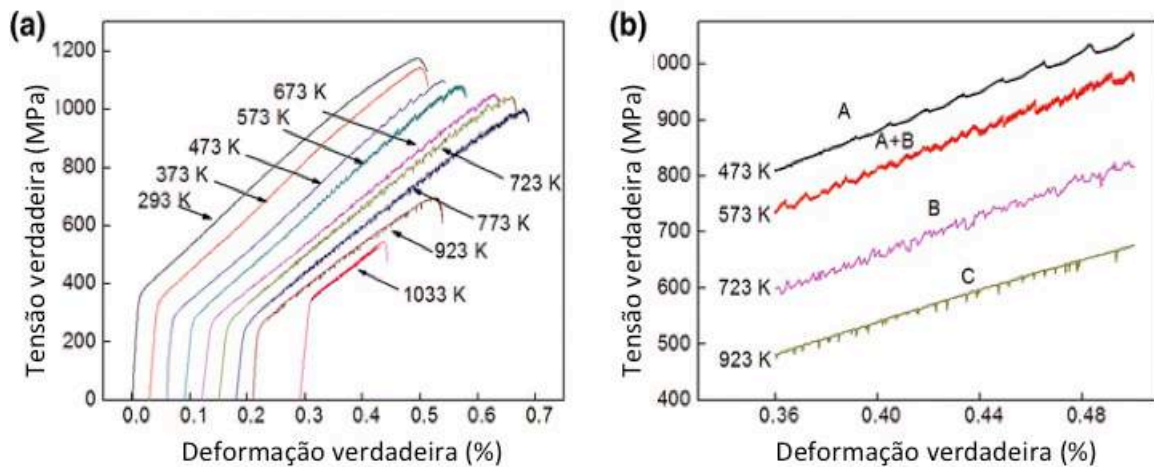 (a)
Tensão verdadeira (MPa)
1200
1000
800
600
400
200
0
673 K
573 K
473 K
373 K
293 K
723 K
773 K
923 K
1033 K
0.0 0.1 0.2 0.3 0.4 0.5 0.6 0.7
Deformação verdadeira (%)
(b)
Tensão verdadeira (MPa)
1000
900
800
700
600
500
400
A
A+B
B
C
473 K
573 K
723 K
923 K
0.36 0.40 0.44 0.48
Deformação verdadeira (%)